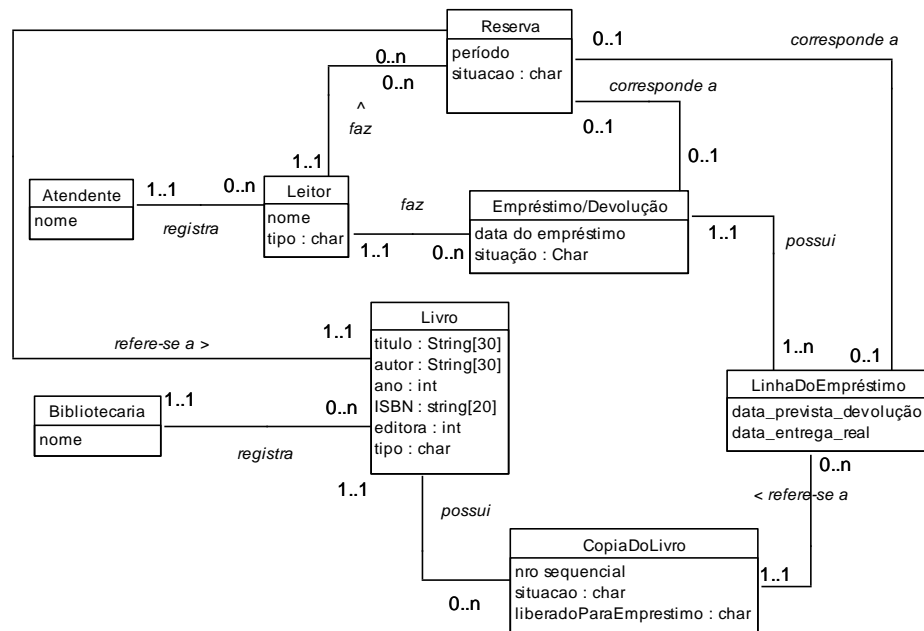 Reserva
período
situacao : char
0..1
corresponde a
0..n
0..n
corresponde a
^
faz
0..1
1..1
0..1
Atendente
nome
1..1
0..n
registra
Leitor
nome
tipo : char
faz
1..1
0..n
Empréstimo/Devolução
data do empréstimo
situação : Char
1..1
possui
refere-se a >
1..1
Livro
titulo : String[30]
autor : String[30]
ano : int
ISBN : string[20]
editora : int
tipo : char
1..n
0..1
LinhaDoEmpréstimo
data_prevista_devolução
data_entrega_real
Bibliotecaria
nome
1..1
0..n
registra
0..n
< refere-se a
1..1
possui
CopiaDoLivro
nro sequencial
situacao : char
liberadoParaEmprestimo : char
1..1
0..n